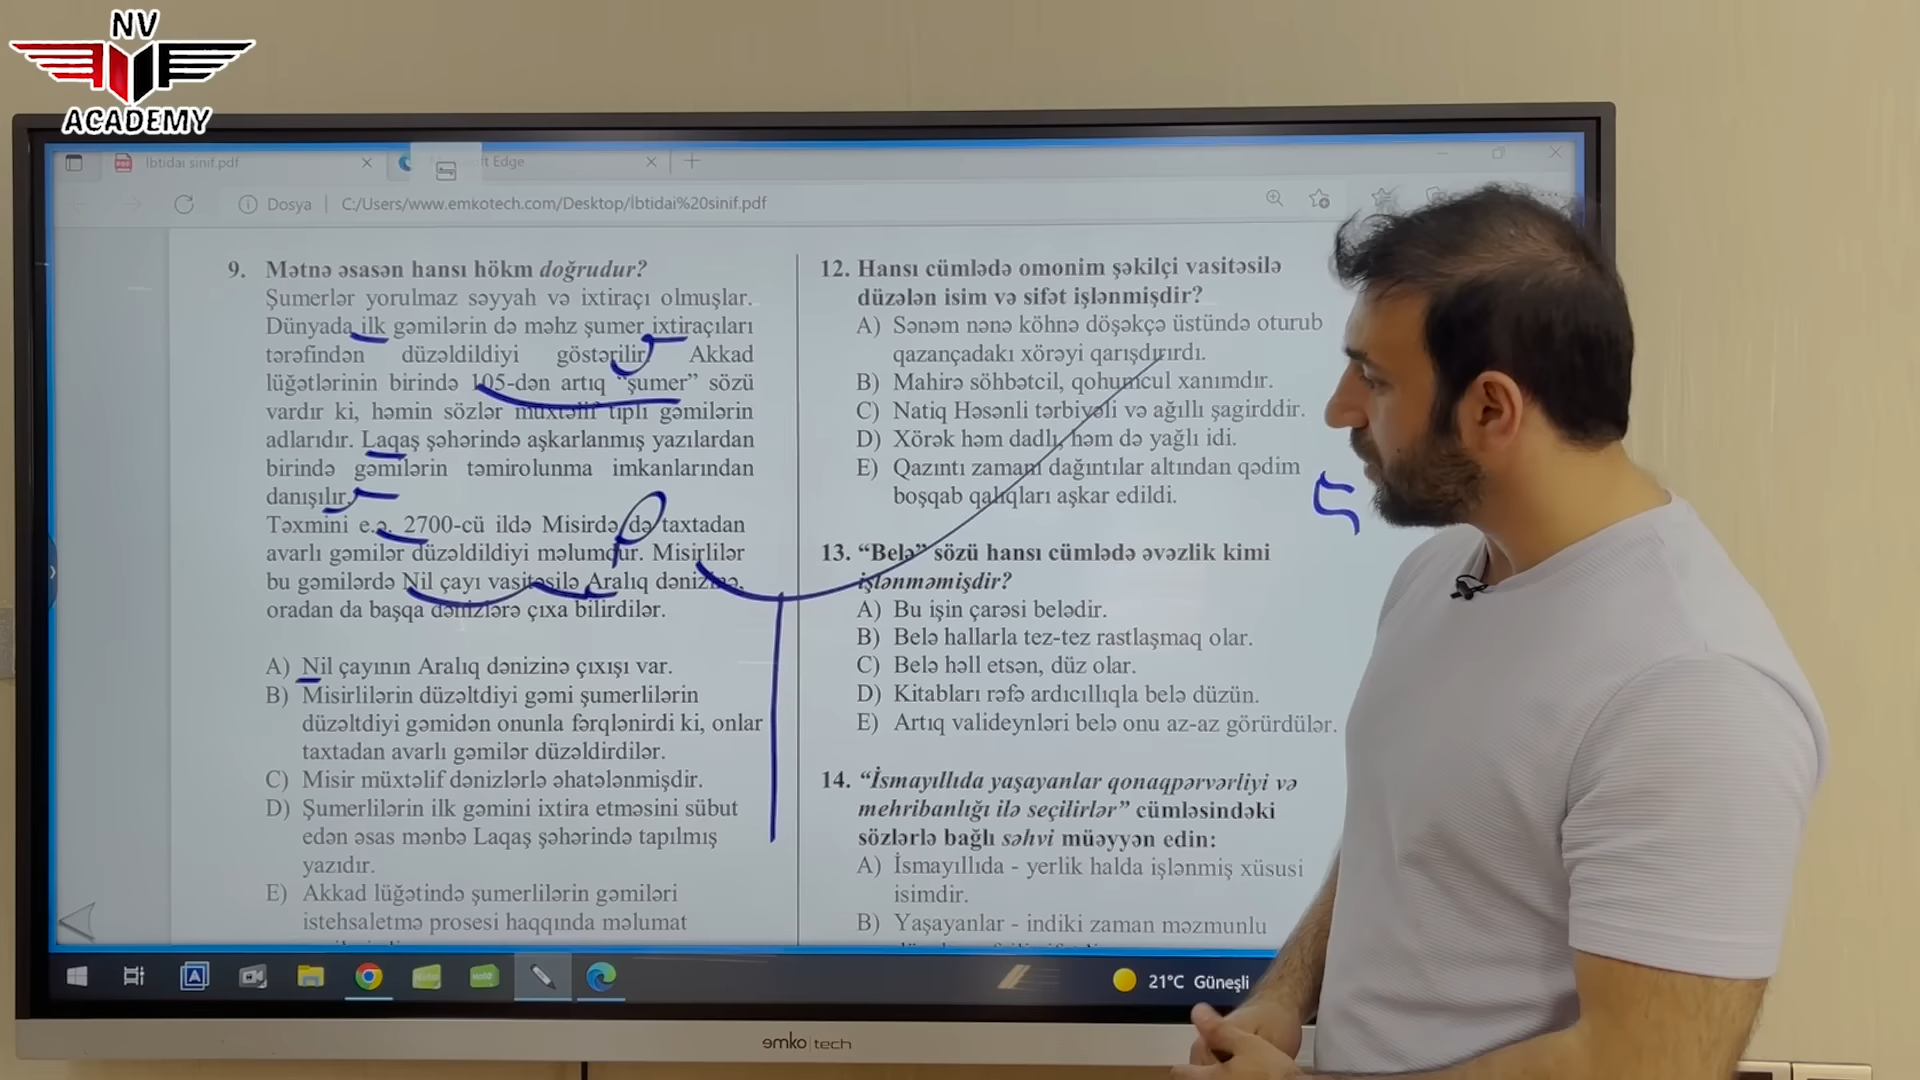 NV
ACADEMY
İbtidai sinif.pdf
Edge
Dosya
C:/Users/www.emkotech.com/Desktop/İbtidai%20sinif.pdf
9. Mətnə əsasən hansı hökm doğrudur?
Şumerlər yorulmaz səyyah və ixtiraçı olmuşlar.
Dünyada ilk gəmilərin də məhz şumer ixtiraçıları
tərəfindən düzəldildiyi göstərilir. Akkad
lüğətlərinin birində 105-dən artıq “şumer” sözü
vardır ki, həmin sözlər müxtəlif tipli gəmilərin
adlarıdır. Laqaş şəhərində aşkarlanmış yazılardan
birində gəmilərin təmirolunma imkanlarından
danışılır.
Təxmini e.ə. 2700-cü ildə Misirdə də taxtadan
avarlı gəmilər düzəldildiyi məlumdur. Misirlilər
bu gəmilərdə Nil çayı vasitəsilə Aralıq dənizinə,
oradan da başqa dənizlərə çıxa bilirdilər.
A) Nil çayının Aralıq dənizinə çıxışı var.
B) Misirlilərin düzəltdiyi gəmi şumerlilərin
düzəltdiyi gəmidən onunla fərqlənirdi ki, onlar
taxtadan avarlı gəmilər düzəldirdilər.
C) Misir müxtəlif dənizlərlə əhatələnmişdir.
D) Şumerlilərin ilk gəmini ixtira etməsini sübut
edən əsas mənbə Laqaş şəhərində tapılmış
yazıdır.
E) Akkad lüğətində şumerlilərin gəmiləri
istehsaletmə prosesi haqqında məlumat
12. Hansı cümlədə omonim şəkilçi vasitəsilə
düzələn isim və sifət işlənmişdir?
A) Sənəm nənə köhnə döşəkçə üstündə oturub
qazançadakı xörəyi qarışdırırdı.
B) Mahirə söhbətcil, qohumcul xanımdır.
C) Natiq Həsənli tərbiyəli və ağıllı şagirddir.
D) Xörək həm dadlı, həm də yağlı idi.
E) Qazıntı zamanı dağıntılar altından qədim
boşqab qalıqları aşkar edildi.
13. “Belə” sözü hansı cümlədə əvəzlik kimi
işlənməmişdir?
A) Bu işin çarəsi belədir.
B) Belə hallarla tez-tez rastlaşmaq olar.
C) Belə həll etsən, düz olar.
D) Kitabları rəfə ardıcıllıqla belə düzün.
E) Artıq valideynləri belə onu az-az görürdülər.
14. “İsmayıllıda yaşayanlar qonaqpərvərliyi və
mehribanlığı ilə seçilirlər” cümləsindəki
sözlərlə bağlı səhvi müəyyən edin:
A) İsmayıllıda - yerlik halda işlənmiş xüsusi
isimdir.
B) Yaşayanlar - indiki zaman məzmunlu
21°C Güneşli
emko tech